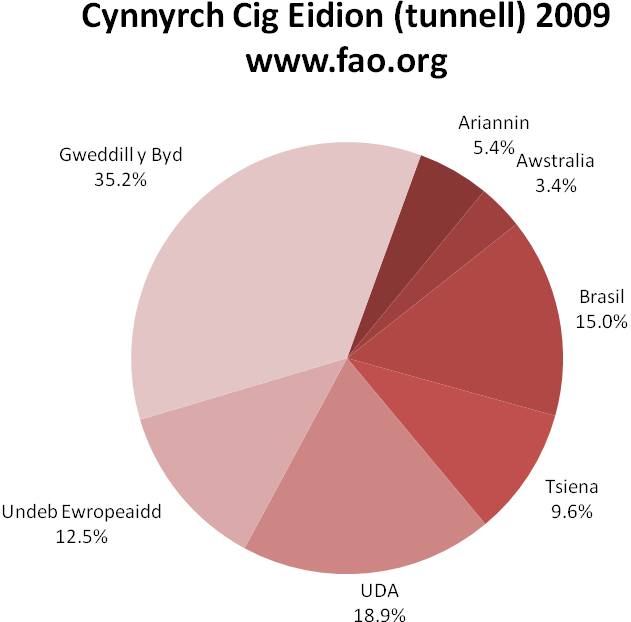 Cynnyrch Cig Eidion (tunnell) 2009
www.fao.org
Ariannin
5.4%
Awstralia
3.4%
Gweddill y Byd
35.2%
Brasil
15.0%
Tsiena
9.6%
Undeb Ewropeaidd
12.5%
UDA
18.9%